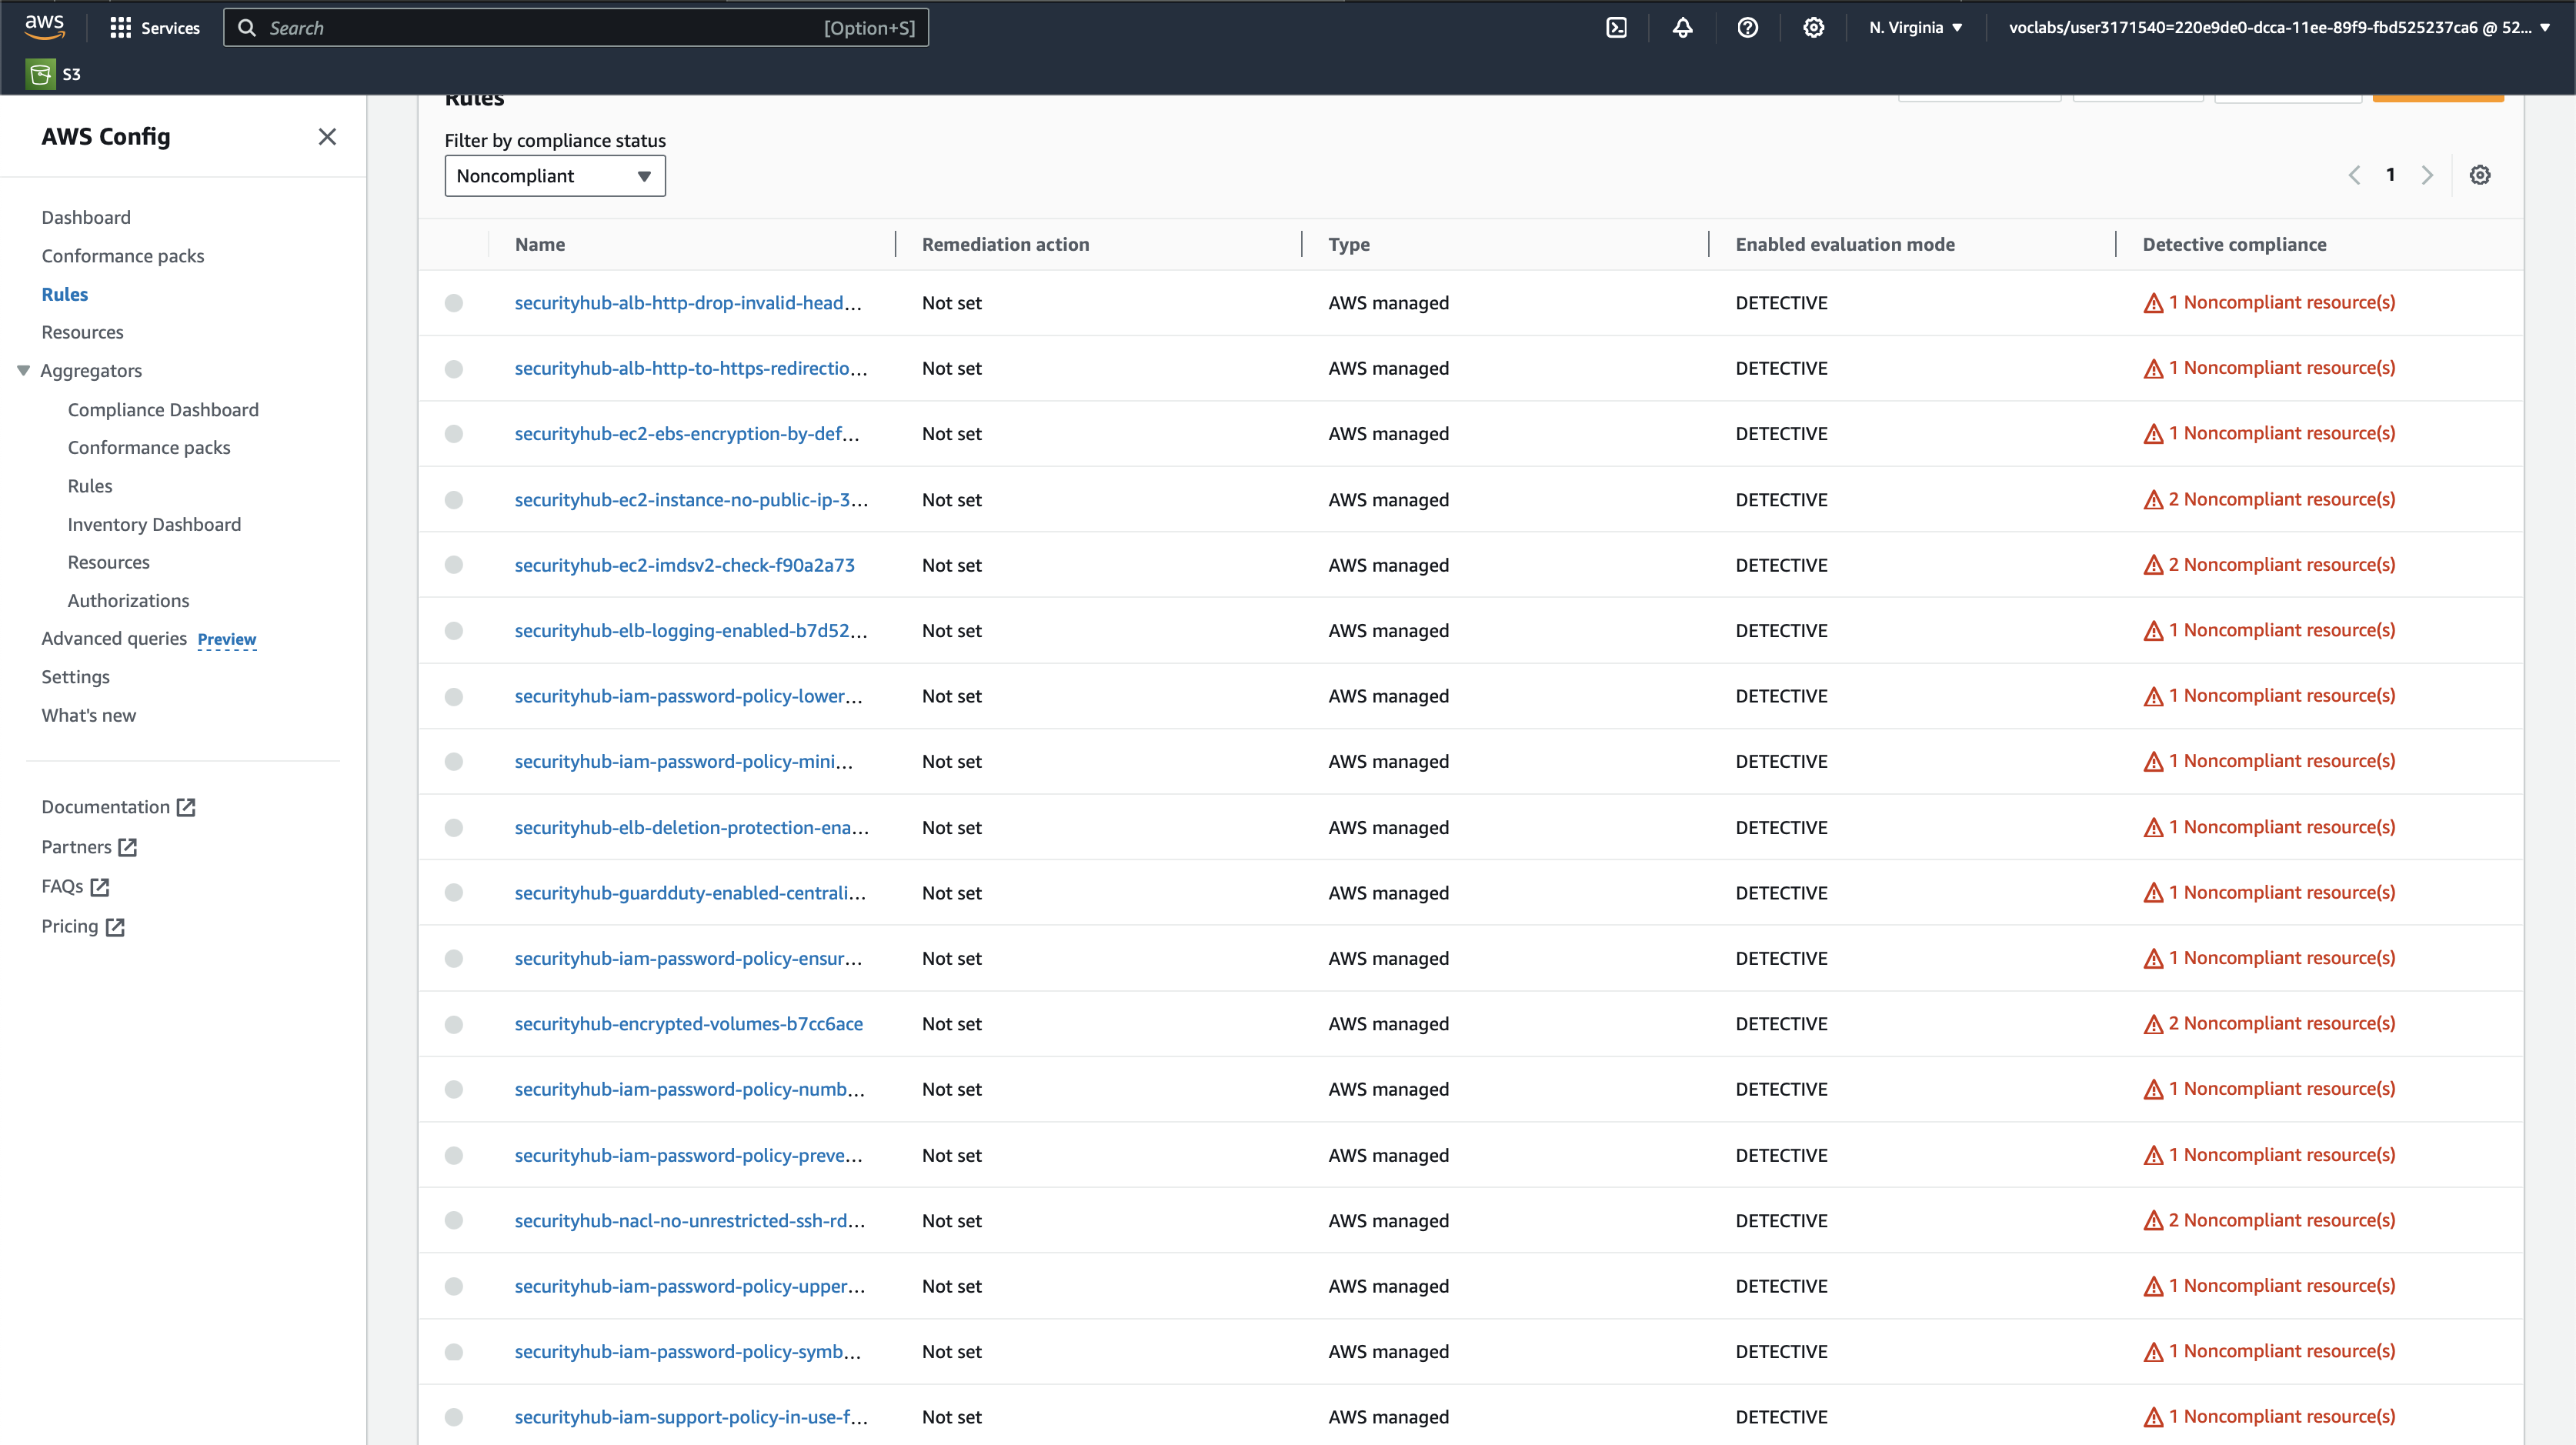 aws
Services
Search
[Option+S]
N. Virginia
voclabs/user3171540=220e9de0-dcca-11ee-89f9-fbd525237ca6 @ 52...
S3
AWS Config
Dashboard
Conformance packs
Rules
Resources
Aggregators
Compliance Dashboard
Conformance packs
Rules
Inventory Dashboard
Resources
Authorizations
Advanced queries Preview
Settings
What's new
Documentation
Partners
FAQs
Pricing
Rules
Filter by compliance status
Noncompliant
1
Name Remediation action Type Enabled evaluation mode Detective compliance
securityhub-alb-http-drop-invalid-head... Not set AWS managed DETECTIVE 1 Noncompliant resource(s)
securityhub-alb-http-to-https-redirectio... Not set AWS managed DETECTIVE 1 Noncompliant resource(s)
securityhub-ec2-ebs-encryption-by-def... Not set AWS managed DETECTIVE 1 Noncompliant resource(s)
securityhub-ec2-instance-no-public-ip-3... Not set AWS managed DETECTIVE 2 Noncompliant resource(s)
securityhub-ec2-imdsv2-check-f90a2a73 Not set AWS managed DETECTIVE 2 Noncompliant resource(s)
securityhub-elb-logging-enabled-b7d52... Not set AWS managed DETECTIVE 1 Noncompliant resource(s)
securityhub-iam-password-policy-lower... Not set AWS managed DETECTIVE 1 Noncompliant resource(s)
securityhub-iam-password-policy-mini... Not set AWS managed DETECTIVE 1 Noncompliant resource(s)
securityhub-elb-deletion-protection-ena... Not set AWS managed DETECTIVE 1 Noncompliant resource(s)
securityhub-guardduty-enabled-centrali... Not set AWS managed DETECTIVE 1 Noncompliant resource(s)
securityhub-iam-password-policy-ensur... Not set AWS managed DETECTIVE 1 Noncompliant resource(s)
securityhub-encrypted-volumes-b7cc6ace Not set AWS managed DETECTIVE 2 Noncompliant resource(s)
securityhub-iam-password-policy-numb... Not set AWS managed DETECTIVE 1 Noncompliant resource(s)
securityhub-iam-password-policy-preve... Not set AWS managed DETECTIVE 1 Noncompliant resource(s)
securityhub-nacl-no-unrestricted-ssh-rd... Not set AWS managed DETECTIVE 2 Noncompliant resource(s)
securityhub-iam-password-policy-upper... Not set AWS managed DETECTIVE 1 Noncompliant resource(s)
securityhub-iam-password-policy-symb... Not set AWS managed DETECTIVE 1 Noncompliant resource(s)
securityhub-iam-support-policy-in-use-f... Not set AWS managed DETECTIVE 1 Noncompliant resource(s)